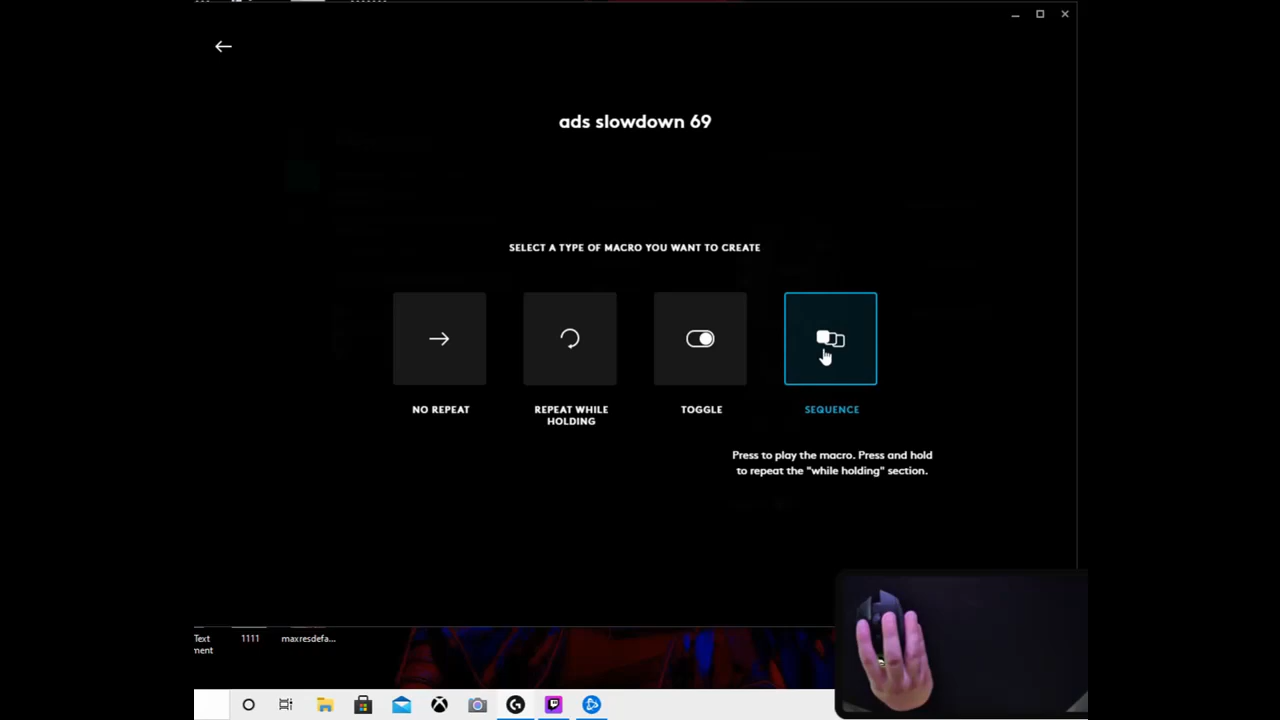 ads slowdown 69
SELECT A TYPE OF MACRO YOU WANT TO CREATE
NO REPEAT
REPEAT WHILE
HOLDING
TOGGLE
SEQUENCE
Press to play the macro. Press and hold
to repeat the "while holding" section.
Text
ment
1111
maxresdefa...